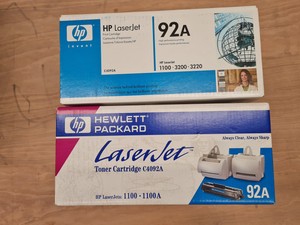 hp
HP LaserJet
92A
invent
C4092A
HP LaserJet
1100 · 3200 · 3220
hp
HEWLETT
PACKARD
Always Clear, Always Sharp
LaserJet
Toner Cartridge C4092A
HP LaserJets: 1100 · 1100A
92A